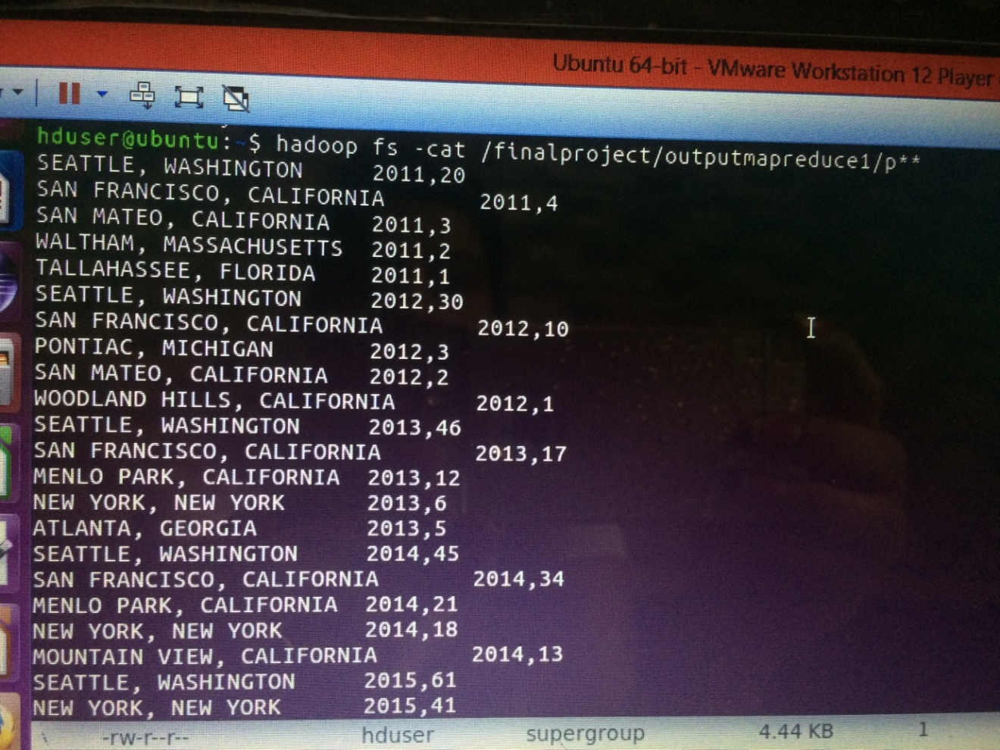 Ubuntu 64-bit - VMware Workstation 12 Player
hduser@ubuntu:~$ hadoop fs -cat /finalproject/outputmapreduce1/p**
SEATTLE, WASHINGTON 2011,20
SAN FRANCISCO, CALIFORNIA 2011,4
SAN MATEO, CALIFORNIA 2011,3
WALTHAM, MASSACHUSETTS 2011,2
TALLAHASSEE, FLORIDA 2011,1
SEATTLE, WASHINGTON 2012,30
SAN FRANCISCO, CALIFORNIA 2012,10
PONTIAC, MICHIGAN 2012,3
SAN MATEO, CALIFORNIA 2012,2
WOODLAND HILLS, CALIFORNIA 2012,1
SEATTLE, WASHINGTON 2013,46
SAN FRANCISCO, CALIFORNIA 2013,17
MENLO PARK, CALIFORNIA 2013,12
NEW YORK, NEW YORK 2013,6
ATLANTA, GEORGIA 2013,5
SEATTLE, WASHINGTON 2014,45
SAN FRANCISCO, CALIFORNIA 2014,34
MENLO PARK, CALIFORNIA 2014,21
NEW YORK, NEW YORK 2014,18
MOUNTAIN VIEW, CALIFORNIA 2014,13
SEATTLE, WASHINGTON 2015,61
NEW YORK, NEW YORK 2015,41
-rw-r--r-- hduser supergroup 4.44 KB 1